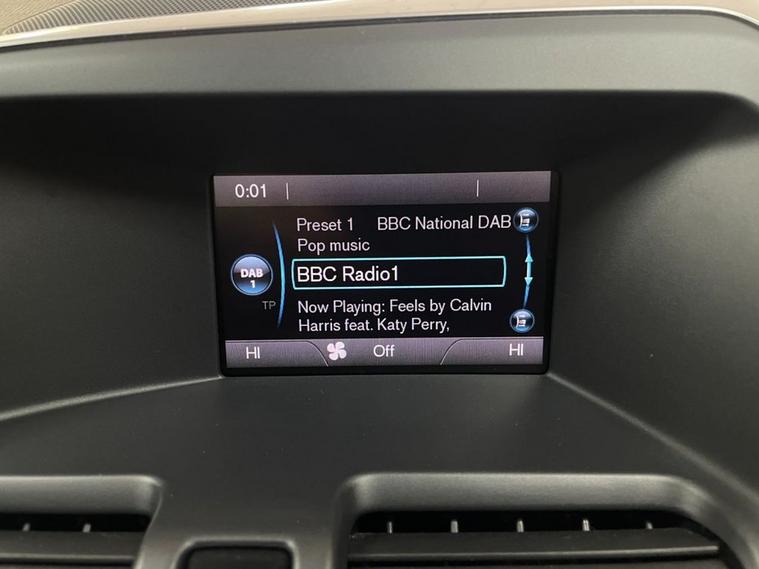 0:01
Preset 1 BBC National DAB
Pop music
DAB
1
BBC Radio1
TP
Now Playing: Feels by Calvin
Harris feat. Katy Perry,
HI Off HI